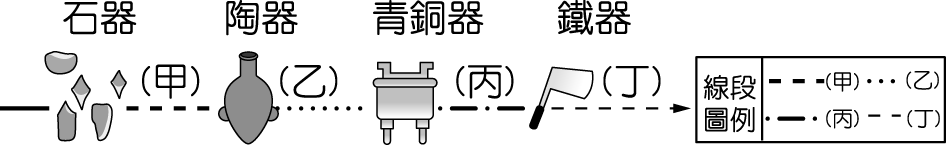 石器 陶器 青銅器 鐵器
(甲) (乙) (丙) (丁)
線段圖例
(甲) (乙)
(丙) (丁)